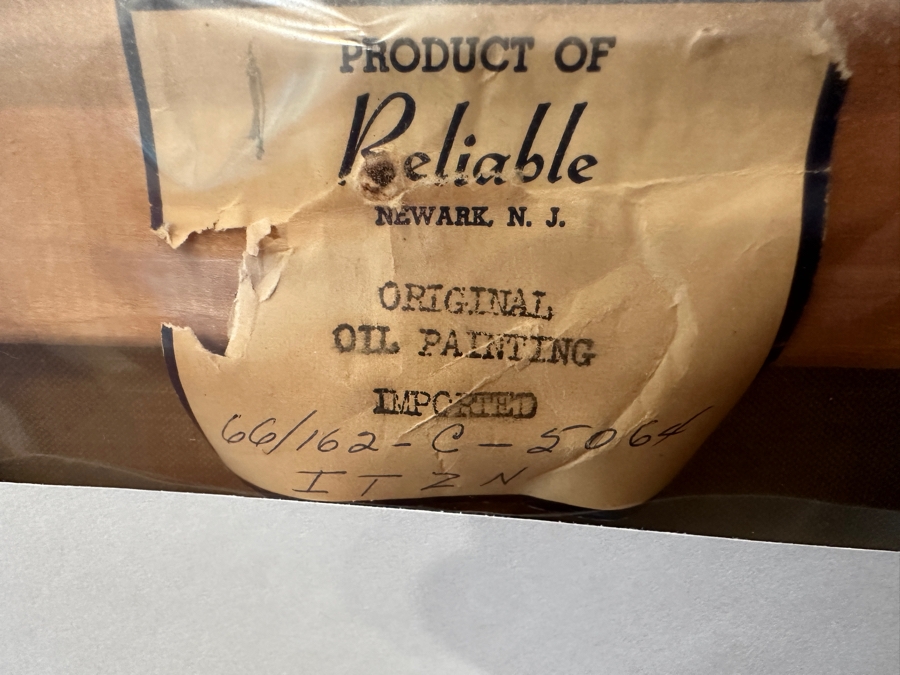 PRODUCT OF
Reliable
NEWARK, N. J.
ORIGINAL
OIL PAINTING
IMPORTED
66/162-C-5064
ITZN